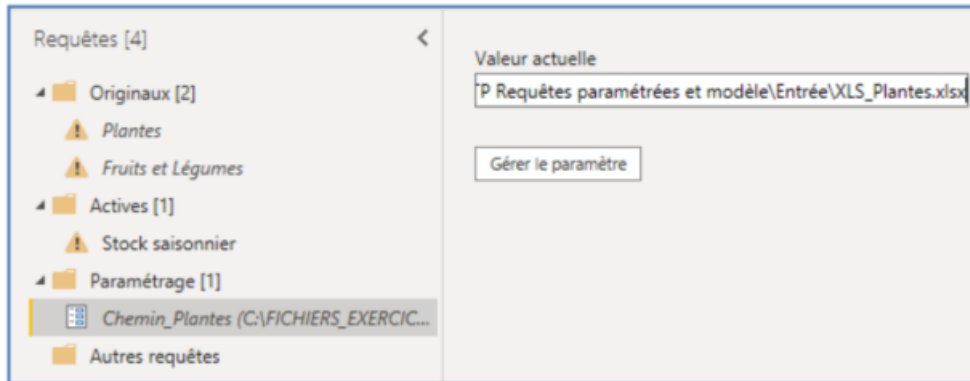 Requêtes [4]
Originaux [2]
Plantes
Fruits et Légumes
Actives [1]
Stock saisonnier
Paramétrage [1]
Chemin_Plantes (C:\FICHIERS_EXERCIC...
Autres requêtes
Valeur actuelle
P Requêtes paramétrées et modèle\Entrée\XLS_Plantes.xlsx
Gérer le paramètre